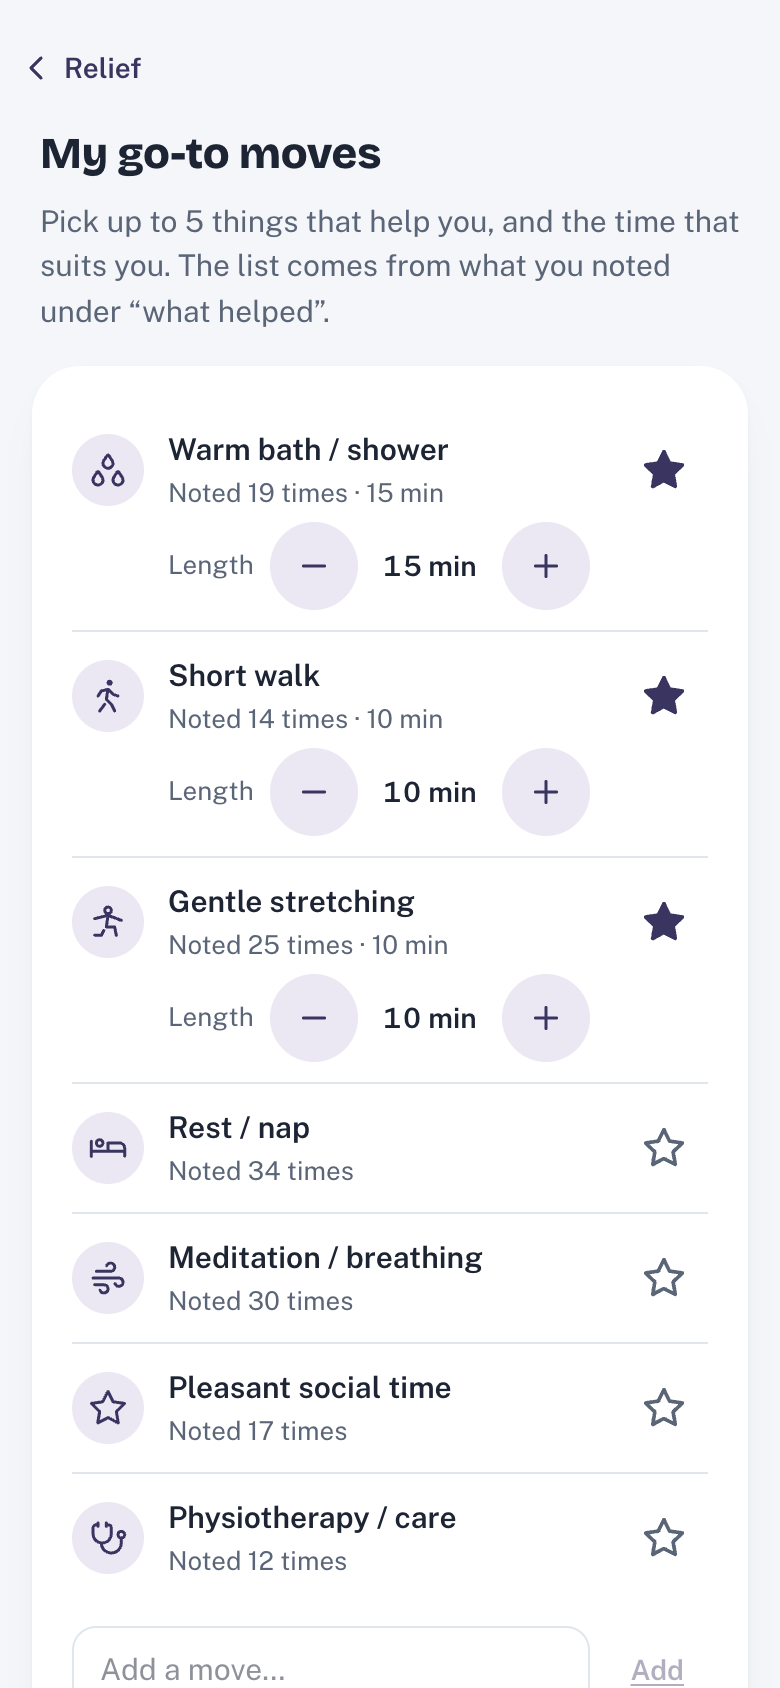 Relief
My go-to moves
Pick up to 5 things that help you, and the time that
suits you. The list comes from what you noted
under “what helped”.
Warm bath / shower
Noted 19 times · 15 min
Length
15 min
Short walk
Noted 14 times · 10 min
Length
10 min
Gentle stretching
Noted 25 times · 10 min
Length
10 min
Rest / nap
Noted 34 times
Meditation / breathing
Noted 30 times
Pleasant social time
Noted 17 times
Physiotherapy / care
Noted 12 times
Add a move...
Add